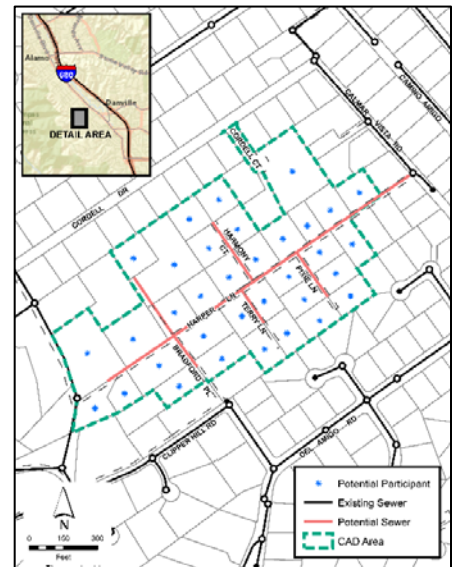 Alamo
680
Danville
DETAIL AREA
CAMINO AMIGO
CALMAR VISTA RD
CORDELL CT
CORDELL DR
HARMONY CT
PIXIE LN
HARPER LN
TERRY LN
BRADFORD PL
CLIPPER HILL RD
DEL AMIGO RD
N
0 150 300
Feet
Potential Participant
Existing Sewer
Potential Sewer
CAD Area